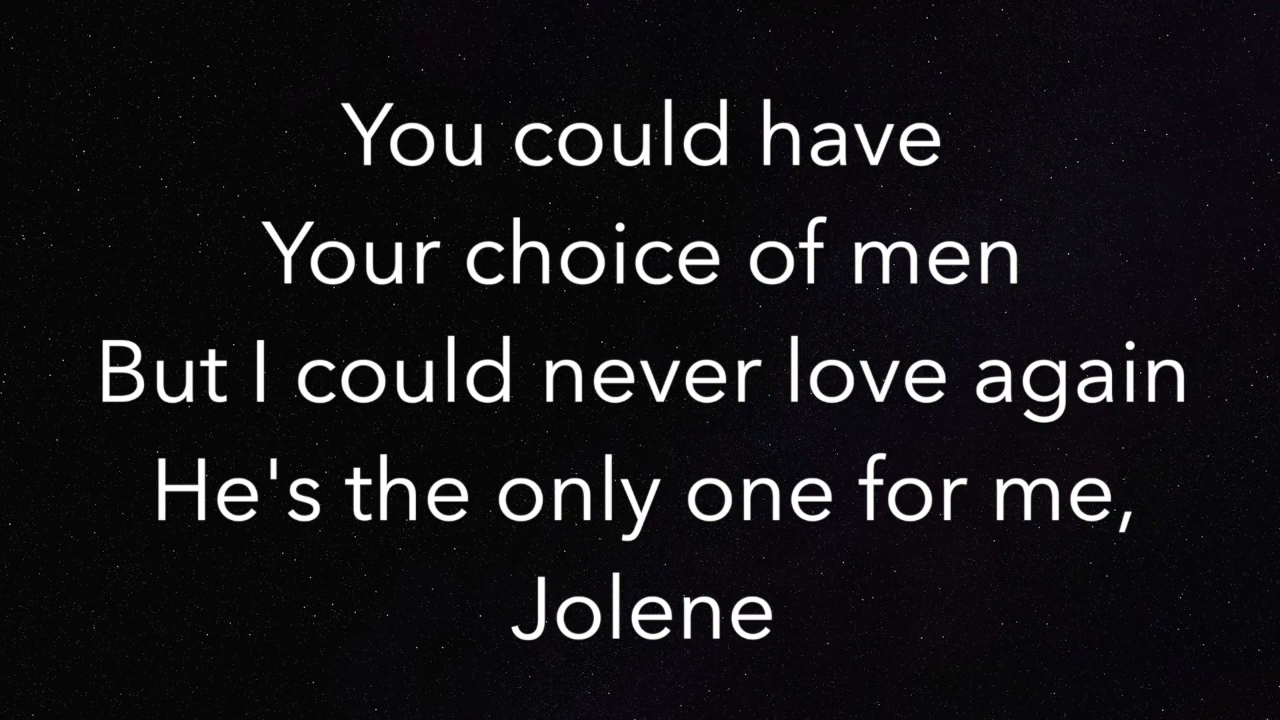 You could have
Your choice of men
But I could never love again
He's the only one for me,
Jolene